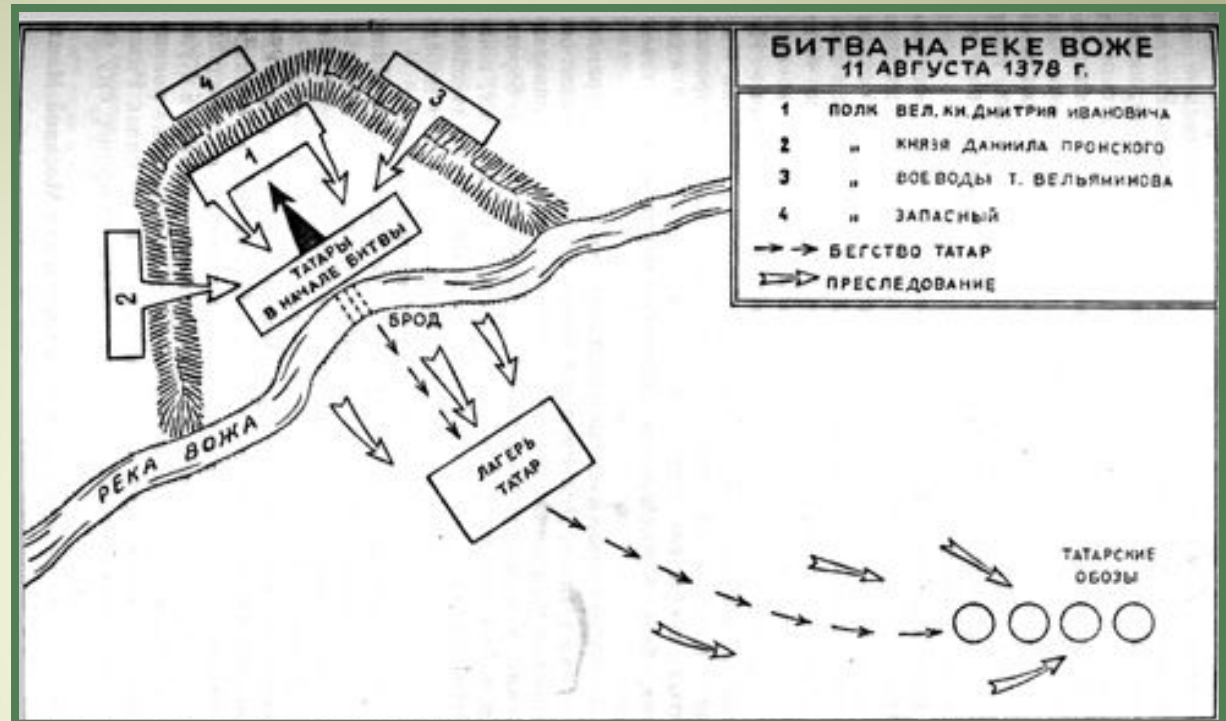 БИТВА НА РЕКЕ ВОЖЕ
11 АВГУСТА 1378 г.
1 ПОЛК ВЕЛ. КН. ДМИТРИЯ ИВАНОВИЧА
2 " КНЯЗЯ ДАНИИЛА ПРОНСКОГО
3 " ВОЕВОДЫ Т. ВЕЛЬЯМИНОВА
4 " ЗАПАСНЫЙ
БЕГСТВО ТАТАР
ПРЕСЛЕДОВАНИЕ
4
3
1
2
ТАТАРЫ
В НАЧАЛЕ БИТВЫ
БРОД
РЕКА ВОЖА
ЛАГЕРЬ
ТАТАР
ТАТАРСКИЕ
ОБОЗЫ